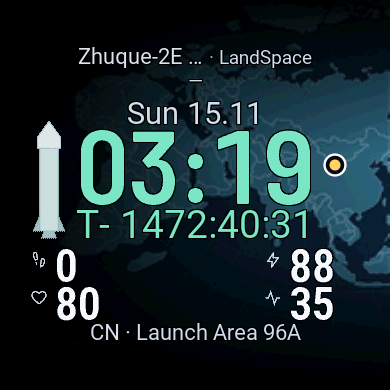 Zhuque-2E ... · LandSpace
—
Sun 15.11
03:19
T- 1472:40:31
0 88
80 35
CN · Launch Area 96A